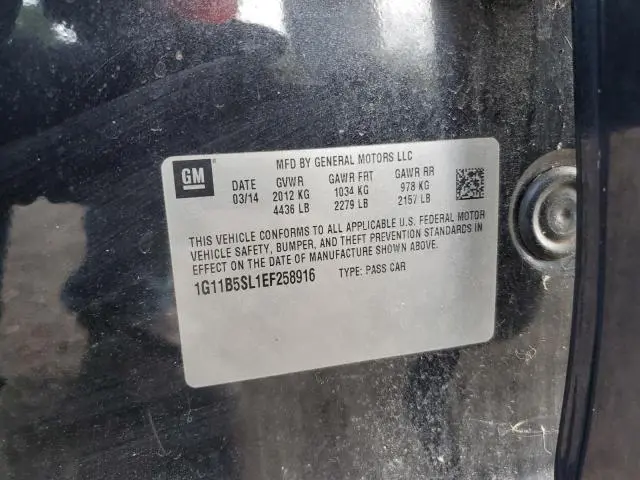 GM
MFD BY GENERAL MOTORS LLC
DATE GVWR GAWR FRT GAWR RR
03/14 2012 KG 1034 KG 978 KG
4436 LB 2279 LB 2157 LB
THIS VEHICLE CONFORMS TO ALL APPLICABLE U.S. FEDERAL MOTOR
VEHICLE SAFETY, BUMPER, AND THEFT PREVENTION STANDARDS IN
EFFECT ON THE DATE OF MANUFACTURE SHOWN ABOVE.
1G11B5SL1EF258916 TYPE: PASS CAR